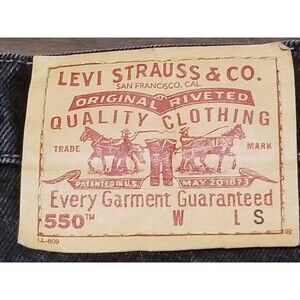 LEVI STRAUSS & CO.
SAN FRANCISCO, CAL.
ORIGINAL RIVETED
QUALITY CLOTHING
TRADE MARK
PATENTED IN U.S. MAY 20 1873
Every Garment Guaranteed
550™ W L S
LL-609 ®